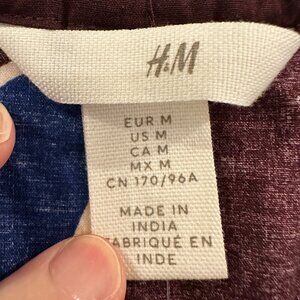 H&M
EUR M
US M
CA M
MX M
CN 170/96A
MADE IN
INDIA
FABRIQUÉ EN
INDE